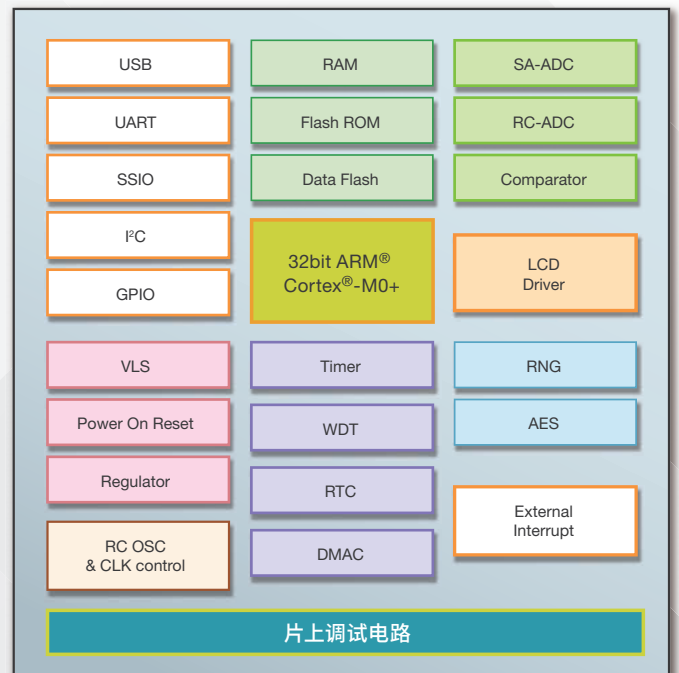 USB
UART
SSIO
I²C
GPIO
RAM
Flash ROM
Data Flash
32bit ARM®
Cortex®-M0+
SA-ADC
RC-ADC
Comparator
LCD
Driver
VLS
Power On Reset
Regulator
RC OSC
& CLK control
Timer
WDT
RTC
DMAC
RNG
AES
External
Interrupt
片上调试电路